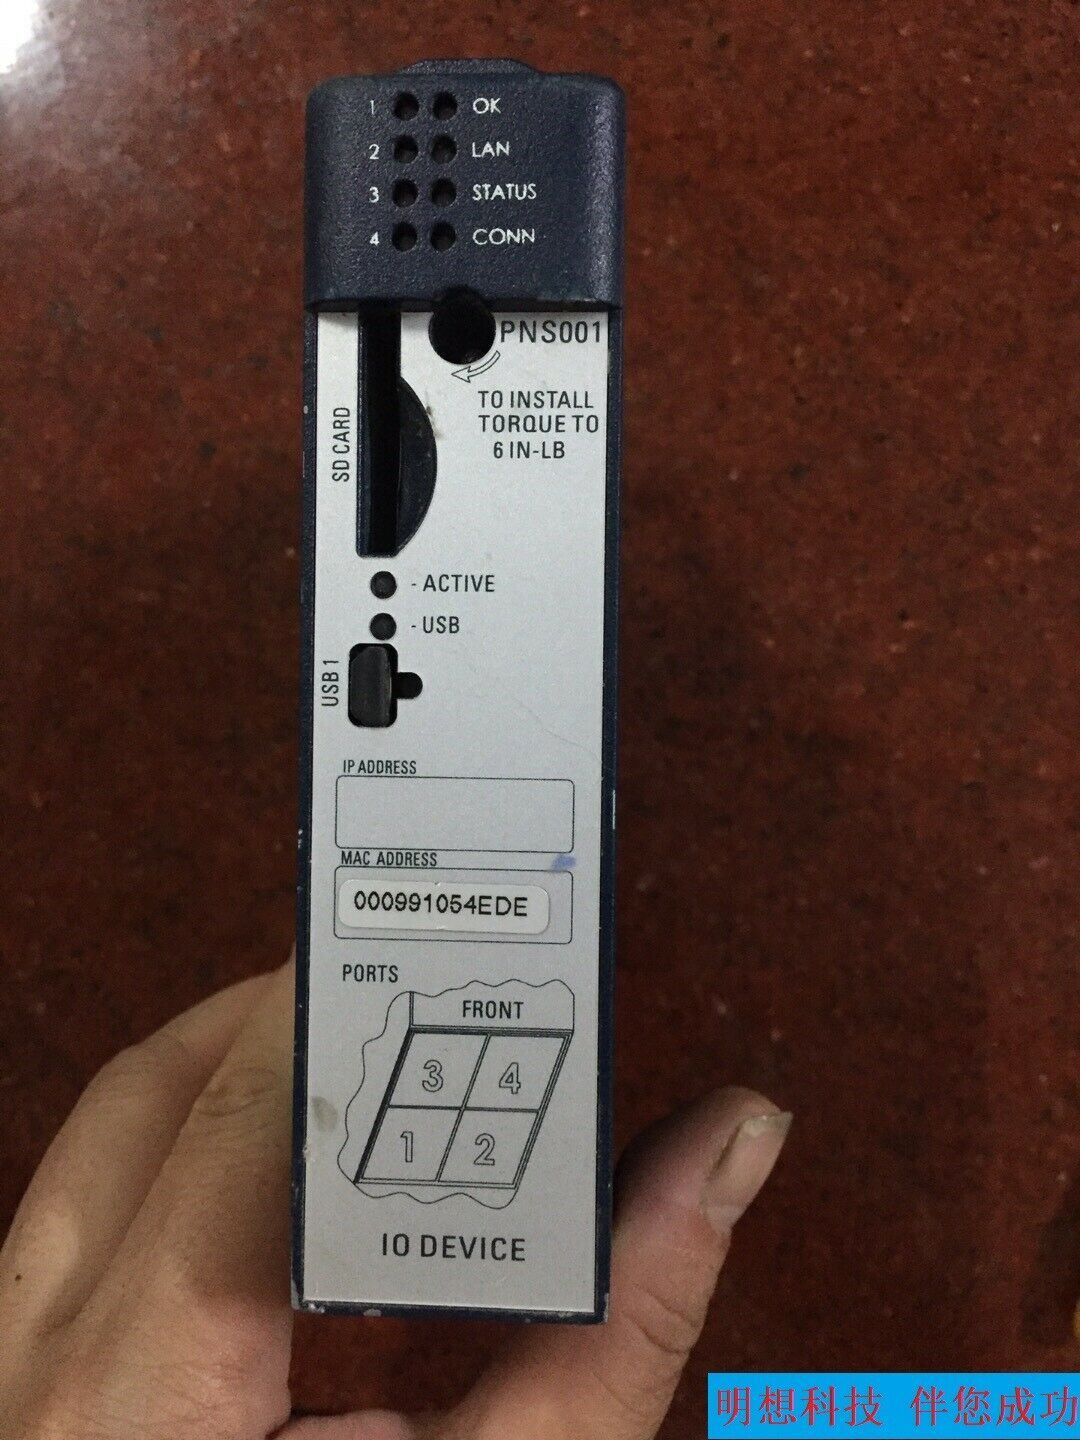 1 OK
2 LAN
3 STATUS
4 CONN
PNS001
TO INSTALL
TORQUE TO
6 IN-LB
SD CARD
- ACTIVE
- USB
USB 1
IP ADDRESS
MAC ADDRESS
000991054EDE
PORTS
FRONT
3 4
1 2
IO DEVICE
明想科技 伴您成功